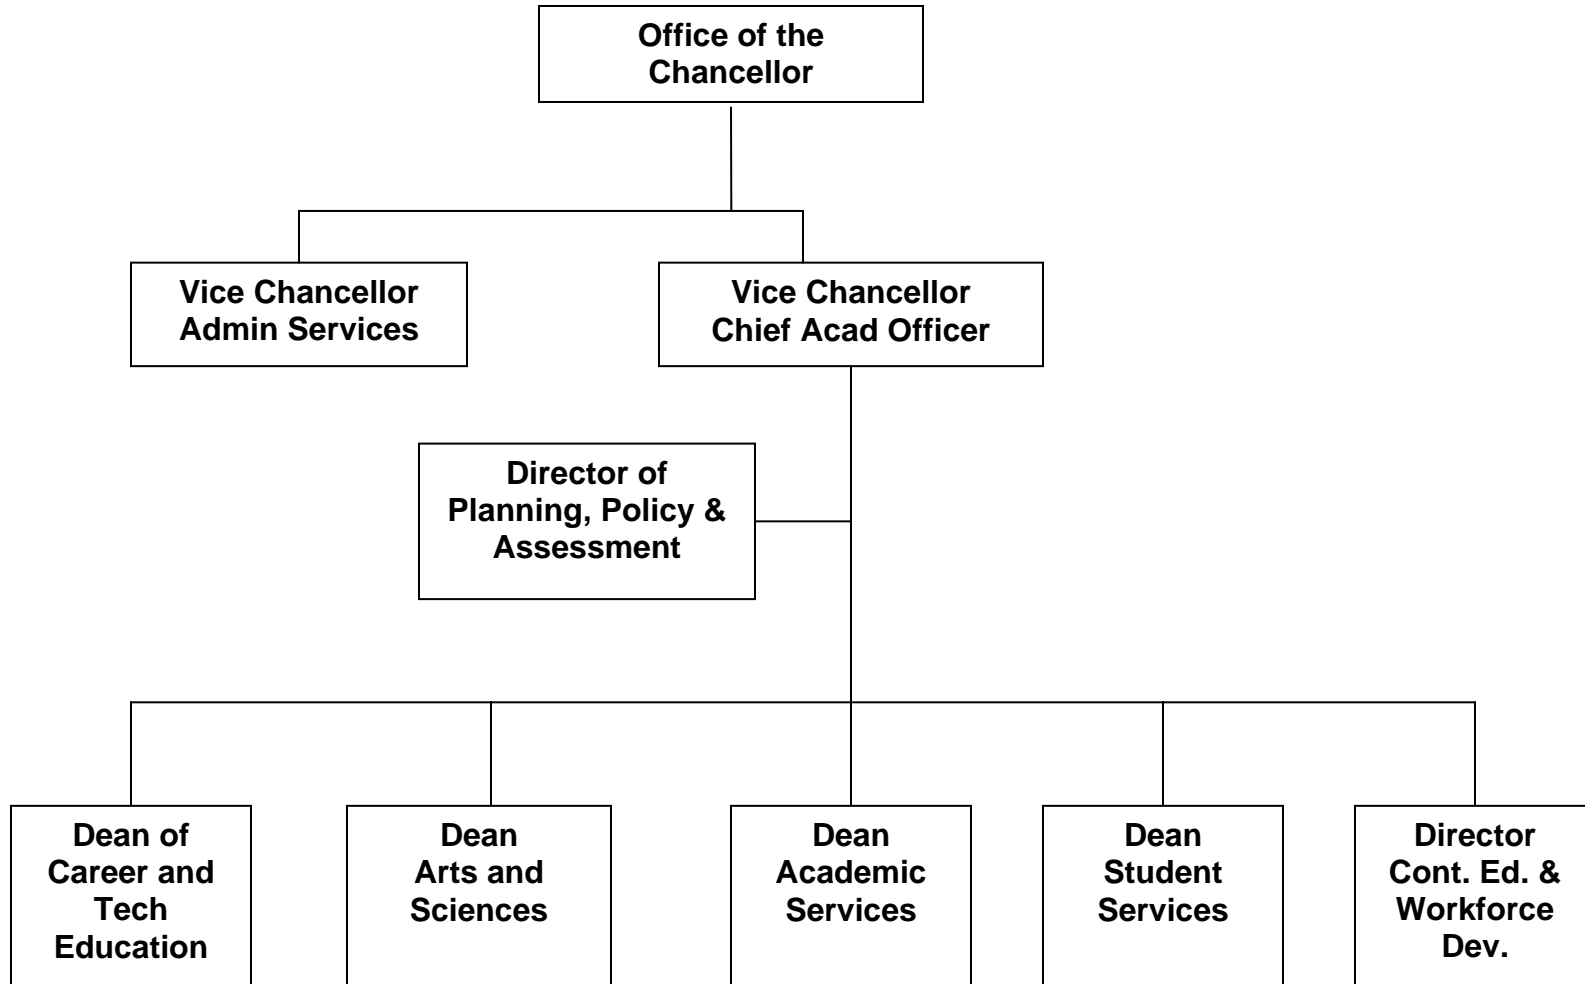 Office of the
Chancellor
Vice Chancellor
Admin Services
Vice Chancellor
Chief Acad Officer
Director of
Planning, Policy &
Assessment
Dean of
Career and
Tech
Education
Dean
Arts and
Sciences
Dean
Academic
Services
Dean
Student
Services
Director
Cont. Ed. &
Workforce
Dev.